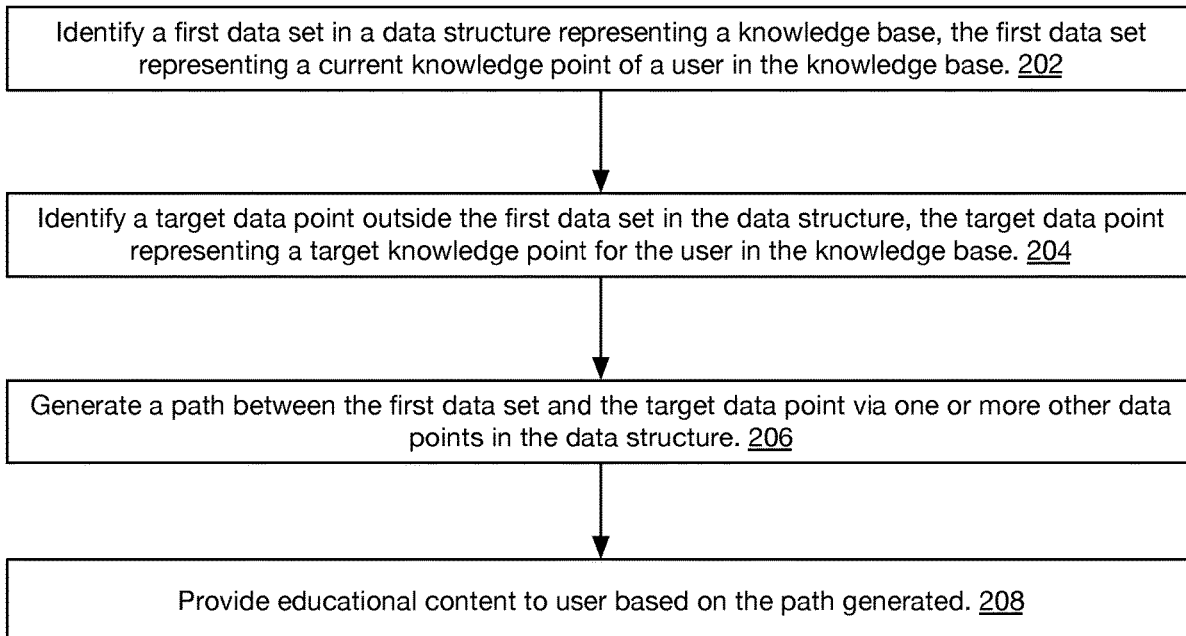 Identify a first data set in a data structure representing a knowledge base, the first data set
representing a current knowledge point of a user in the knowledge base. 202
Identify a target data point outside the first data set in the data structure, the target data point
representing a target knowledge point for the user in the knowledge base. 204
Generate a path between the first data set and the target data point via one or more other data
points in the data structure. 206
Provide educational content to user based on the path generated. 208